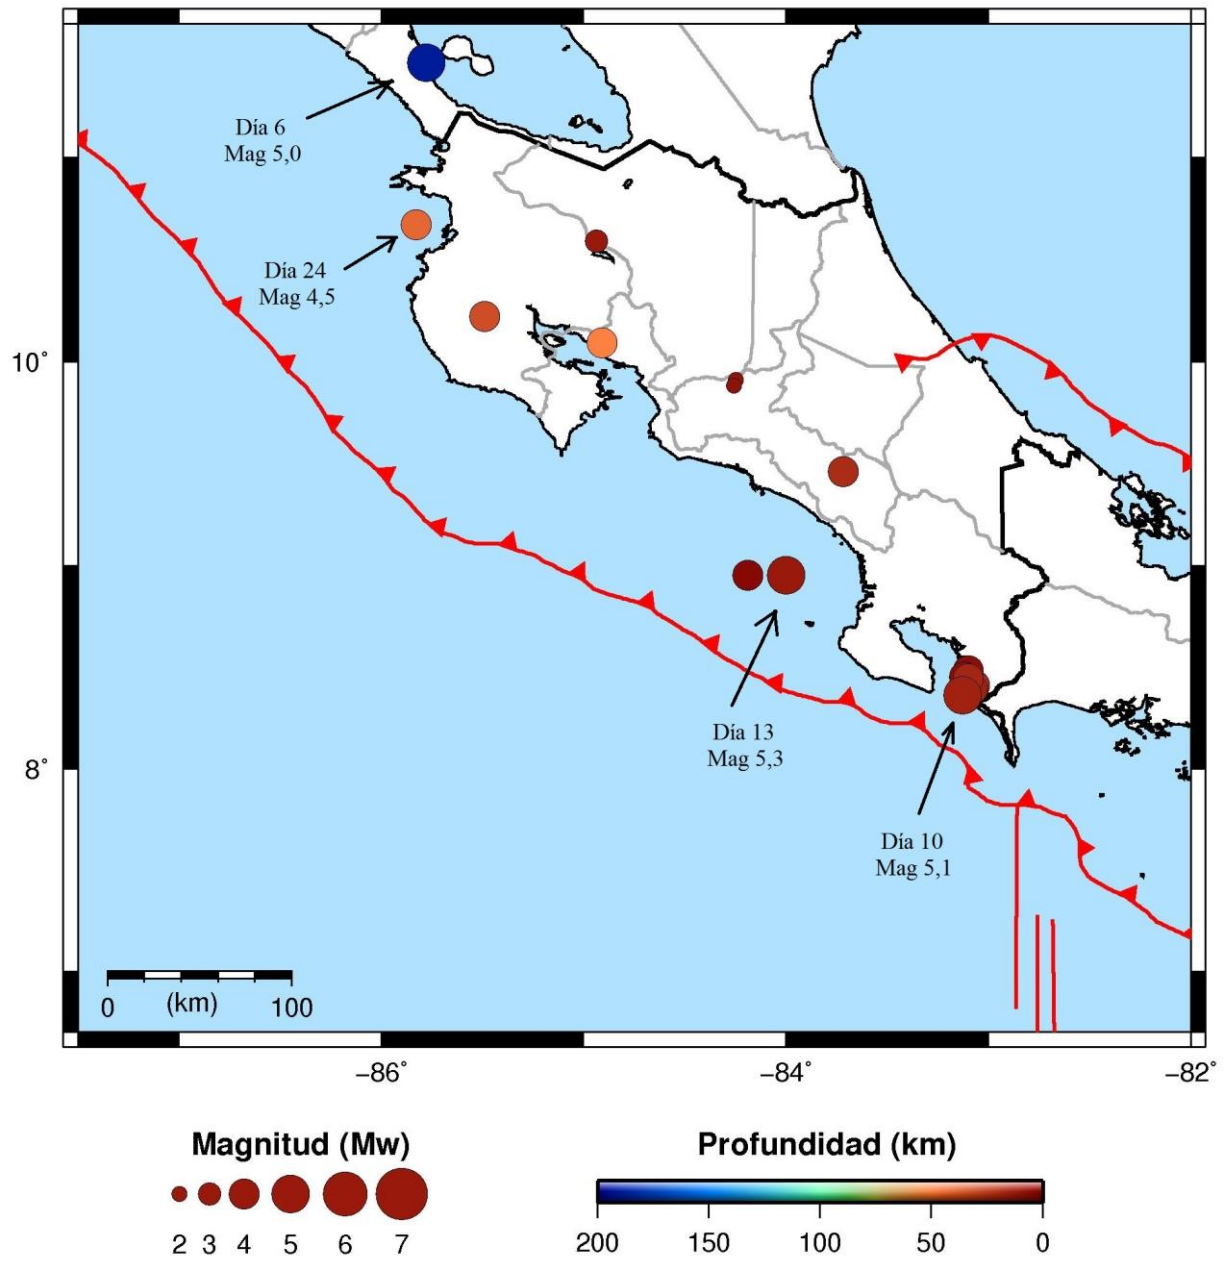 Día 6
Mag 5,0
Día 24
Mag 4,5
10°
Día 13
Mag 5,3
8°
Día 10
Mag 5,1
0 (km) 100
−86° −84° −82°
Magnitud (Mw)
2 3 4 5 6 7
Profundidad (km)
200 150 100 50 0